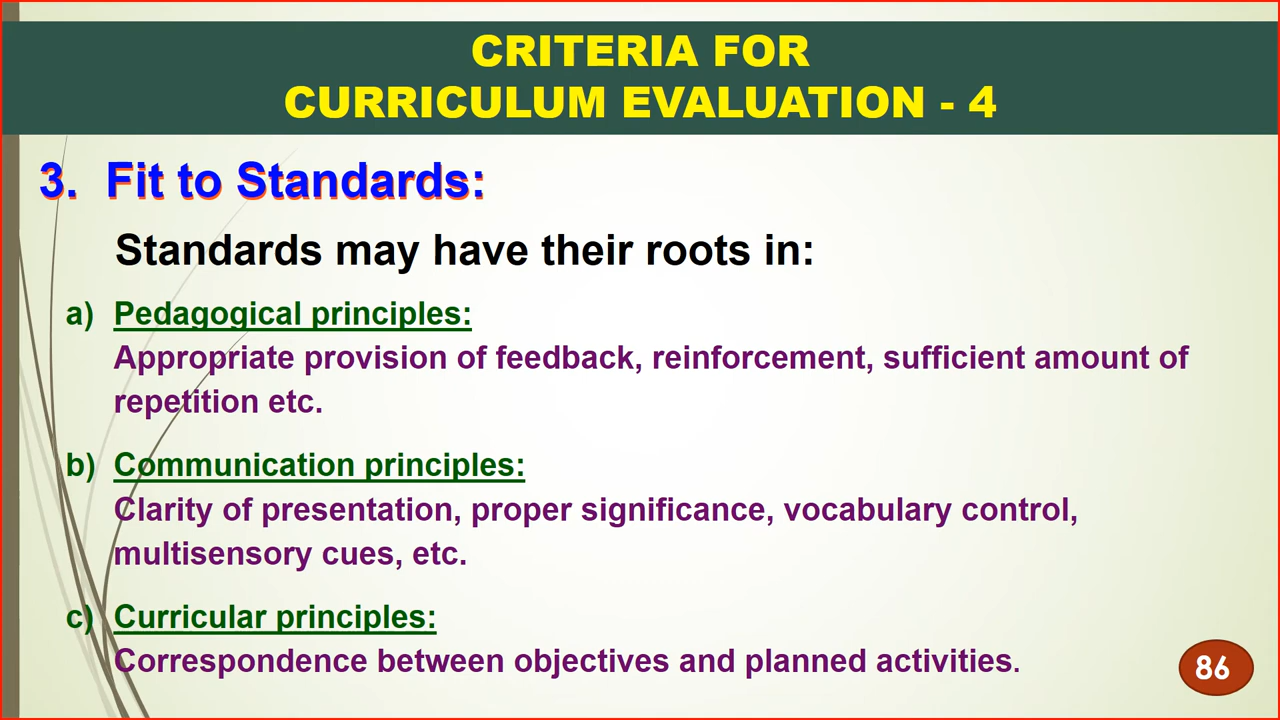 CRITERIA FOR
CURRICULUM EVALUATION - 4
3. Fit to Standards:
Standards may have their roots in:
a) Pedagogical principles:
Appropriate provision of feedback, reinforcement, sufficient amount of
repetition etc.
b) Communication principles:
Clarity of presentation, proper significance, vocabulary control,
multisensory cues, etc.
c) Curricular principles:
Correspondence between objectives and planned activities.
86